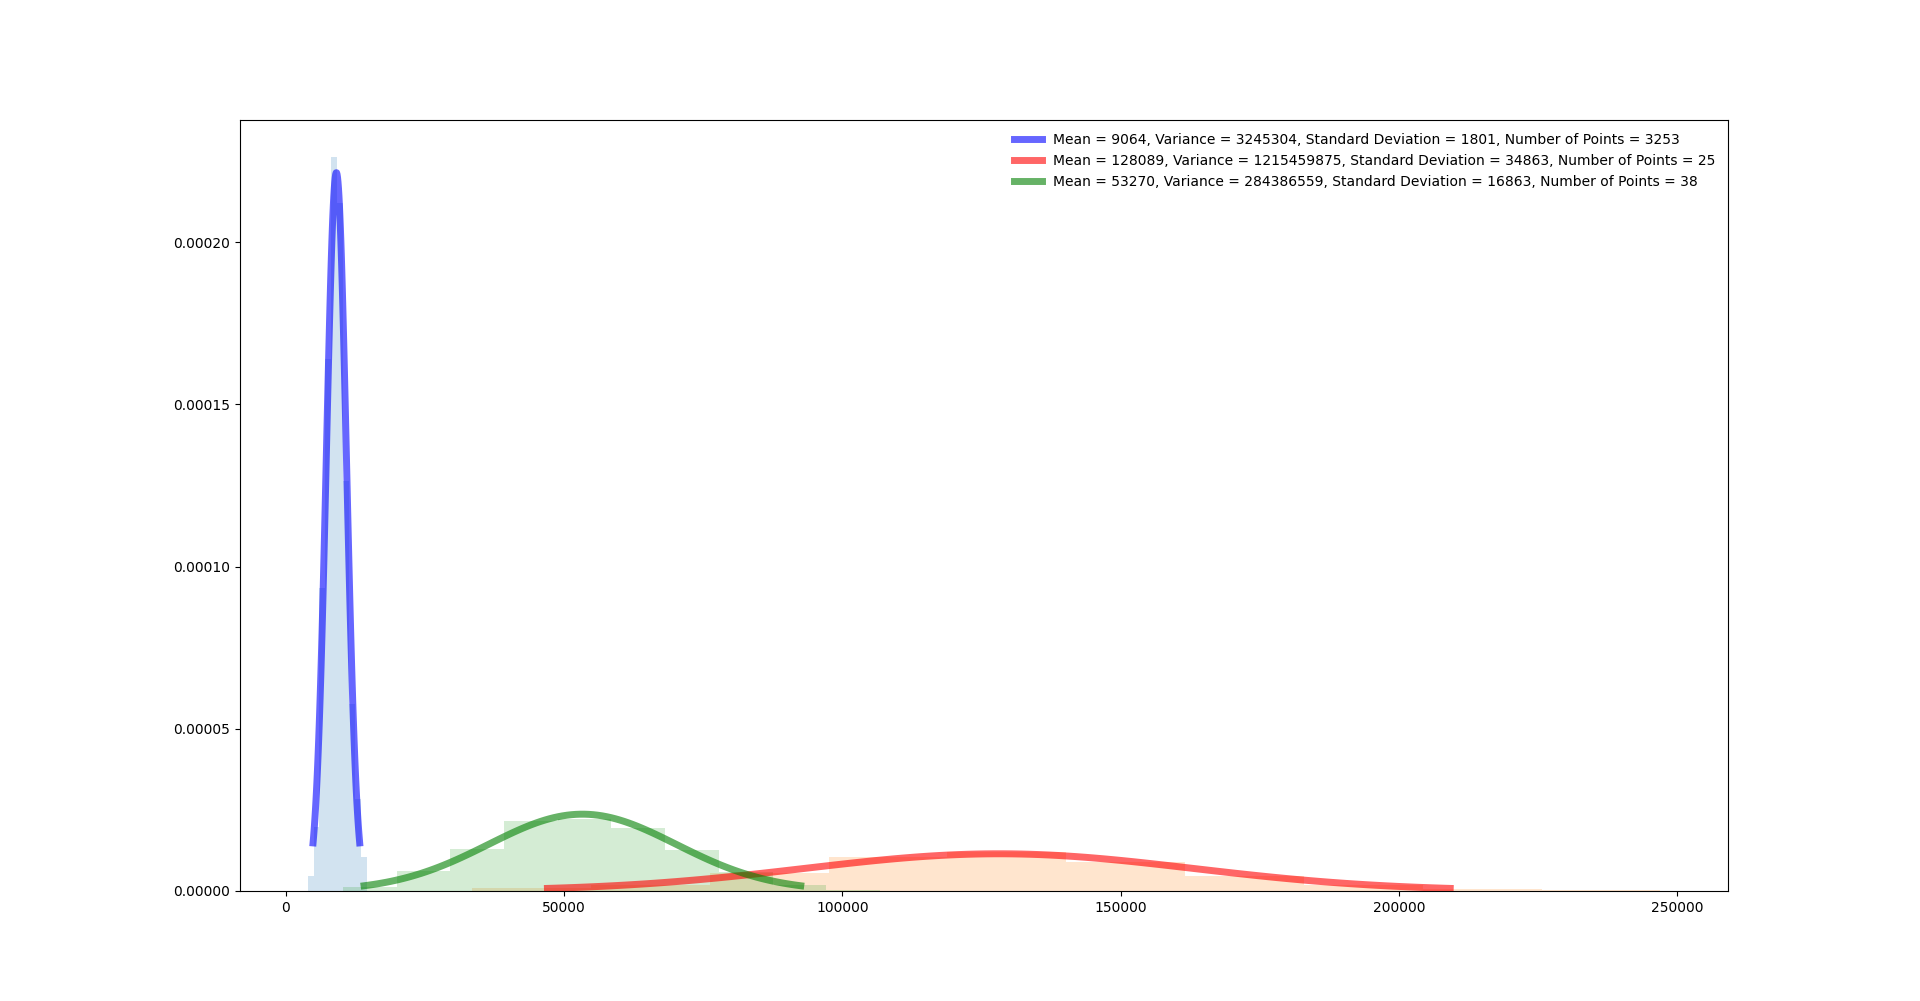 Mean = 9064, Variance = 3245304, Standard Deviation = 1801, Number of Points = 3253
Mean = 128089, Variance = 1215459875, Standard Deviation = 34863, Number of Points = 25
Mean = 53270, Variance = 284386559, Standard Deviation = 16863, Number of Points = 38
0.00020
0.00015
0.00010
0.00005
0.00000
0 50000 100000 150000 200000 250000